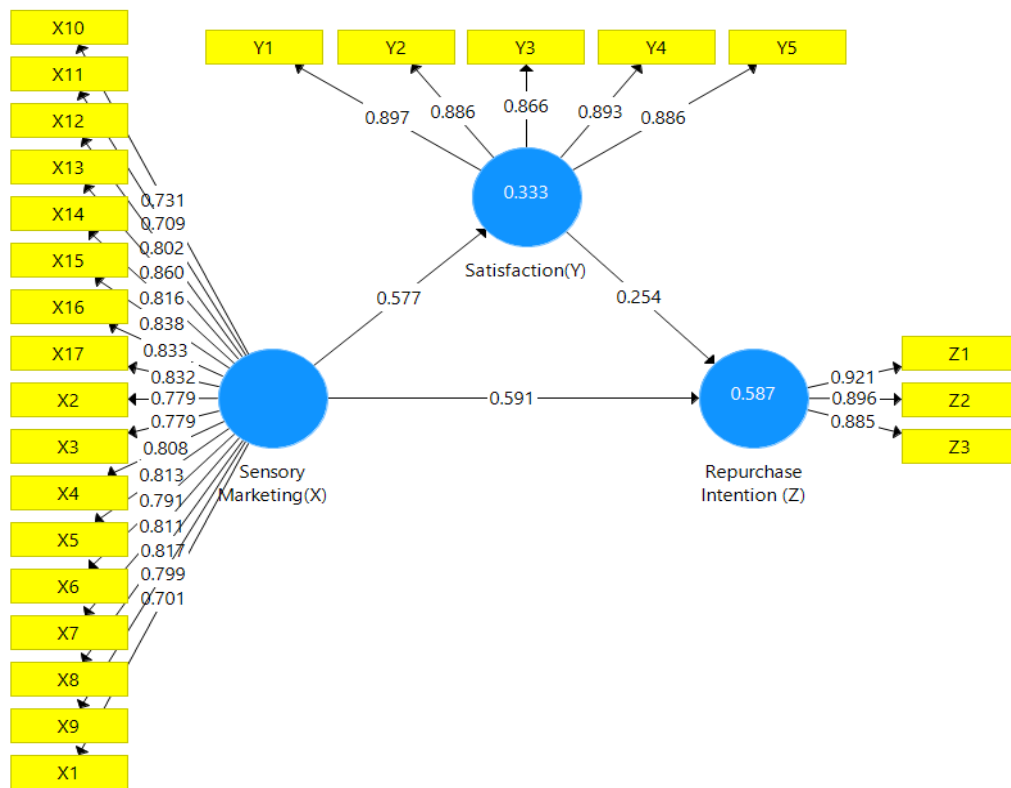 X10
X11
X12
X13
X14
X15
X16
X17
X2
X3
X4
X5
X6
X7
X8
X9
X1
0.731
0.709
0.802
0.860
0.816
0.838
0.833
0.832
0.779
0.779
0.808
0.813
0.791
0.811
0.817
0.799
0.701
Sensory
Marketing(X)
Y1 Y2 Y3 Y4 Y5
0.897 0.886 0.866 0.893 0.886
0.333
Satisfaction(Y)
0.577
0.254
0.591
0.587
Repurchase
Intention (Z)
0.921
0.896
0.885
Z1
Z2
Z3